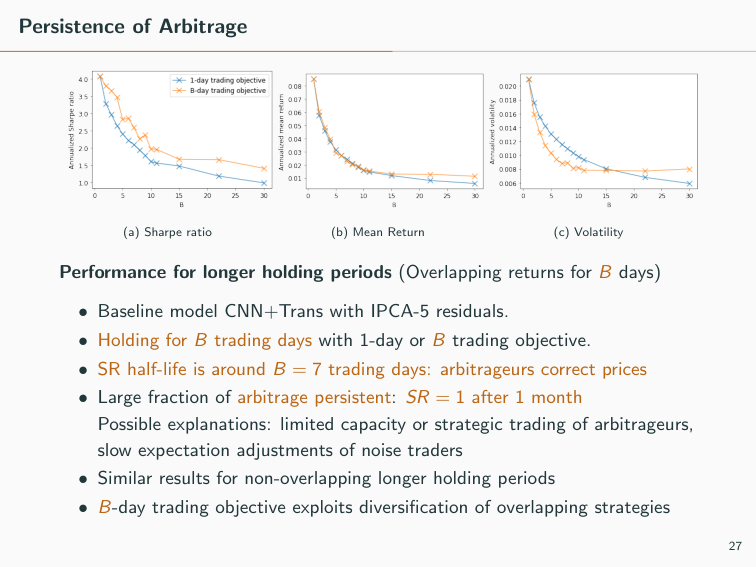 Persistence of Arbitrage
1-day trading objective
B-day trading objective
Annualized Sharpe ratio
4.0
3.5
3.0
2.5
2.0
1.5
1.0
0 5 10 15 20 25 30
B
Annualized mean return
0.08
0.07
0.06
0.05
0.04
0.03
0.02
0.01
0 5 10 15 20 25 30
B
Annualized volatility
0.020
0.018
0.016
0.014
0.012
0.010
0.008
0.006
0 5 10 15 20 25 30
B
(a) Sharpe ratio
(b) Mean Return
(c) Volatility
Performance for longer holding periods (Overlapping returns for B days)
• Baseline model CNN+Trans with IPCA-5 residuals.
• Holding for B trading days with 1-day or B trading objective.
• SR half-life is around B = 7 trading days: arbitrageurs correct prices
• Large fraction of arbitrage persistent: SR = 1 after 1 month
Possible explanations: limited capacity or strategic trading of arbitrageurs,
slow expectation adjustments of noise traders
• Similar results for non-overlapping longer holding periods
• B-day trading objective exploits diversification of overlapping strategies
27